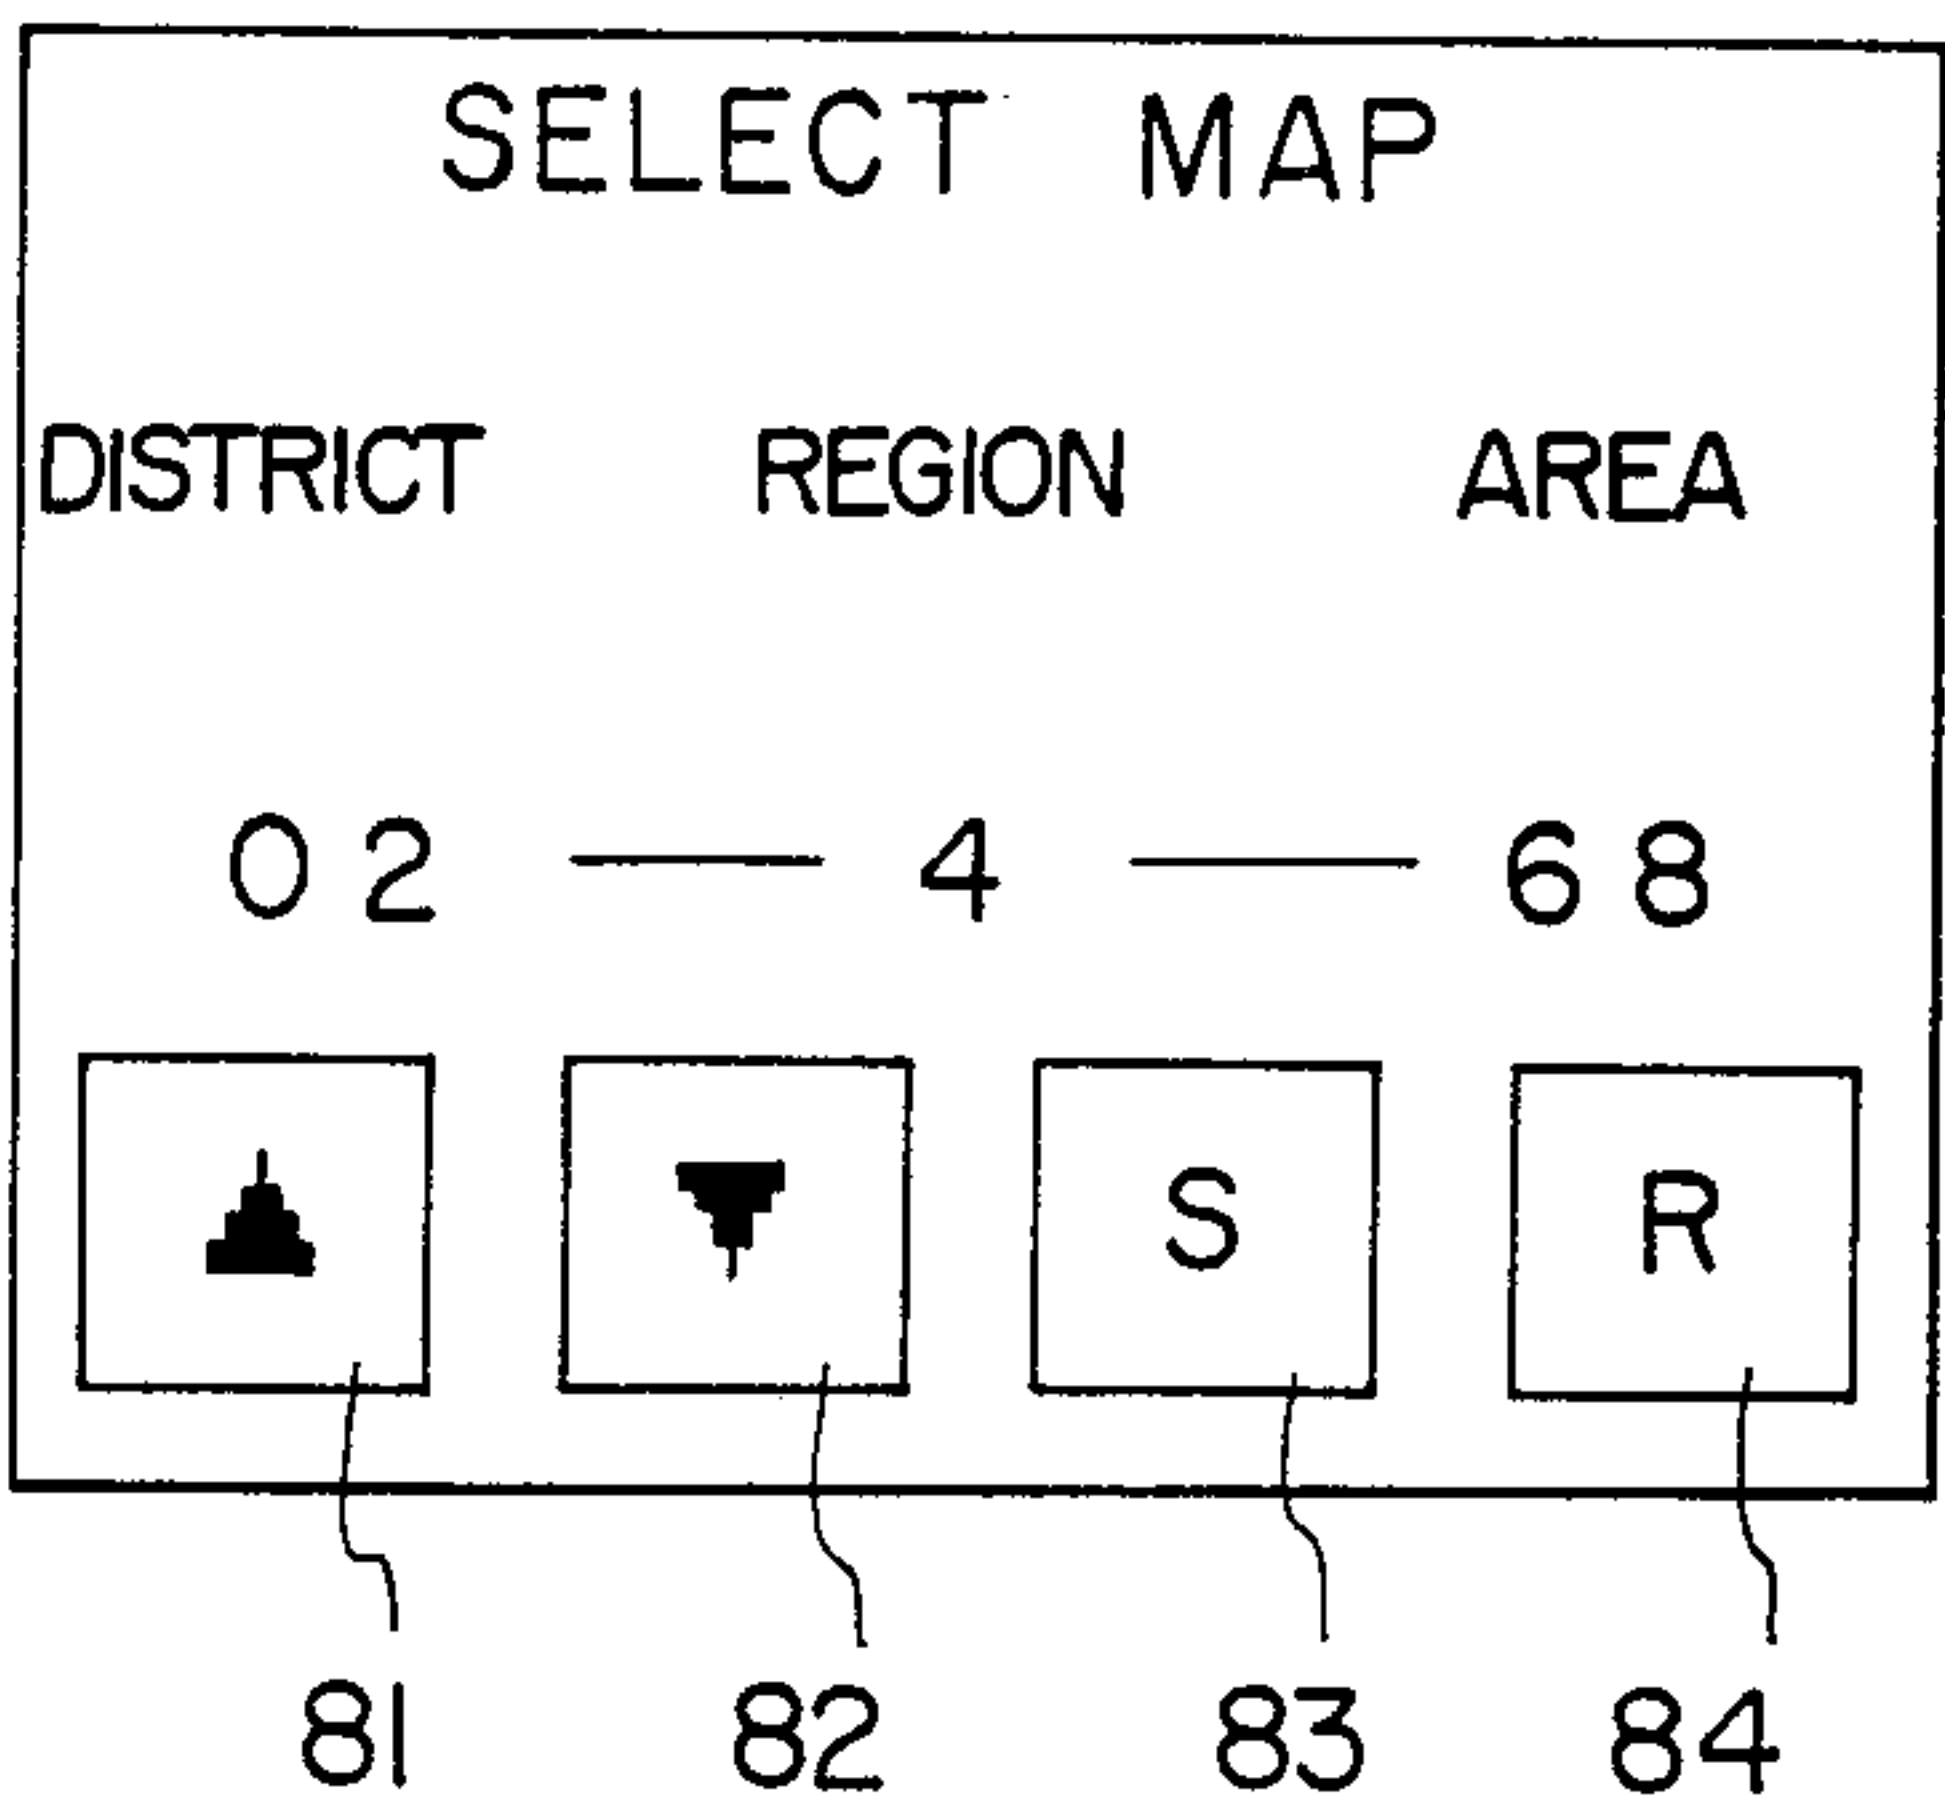 SELECT MAP
DISTRICT REGION AREA
02 — 4 — 68
▲ ▼ S R
81 82 83 84